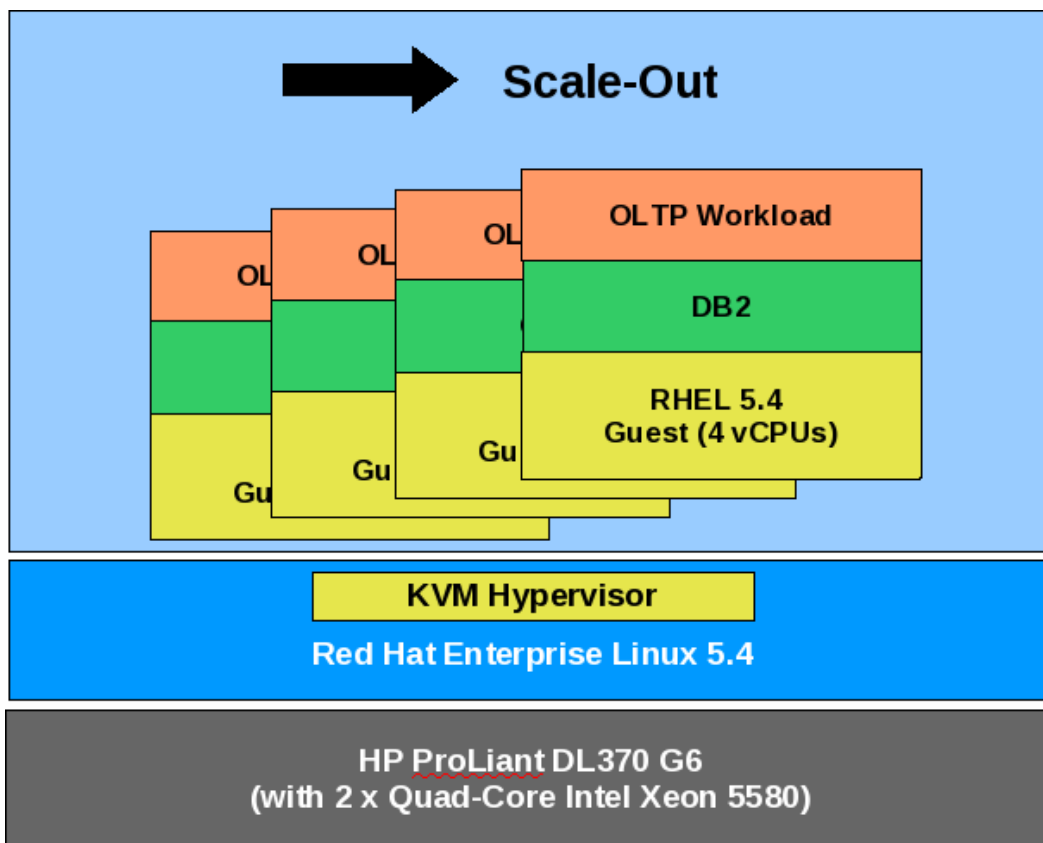 Scale-Out
OLTP Workload
OL
OL
OL
DB2
RHEL 5.4
Guest (4 vCPUs)
Gu
Gu
Gu
KVM Hypervisor
Red Hat Enterprise Linux 5.4
HP ProLiant DL370 G6
(with 2 x Quad-Core Intel Xeon 5580)